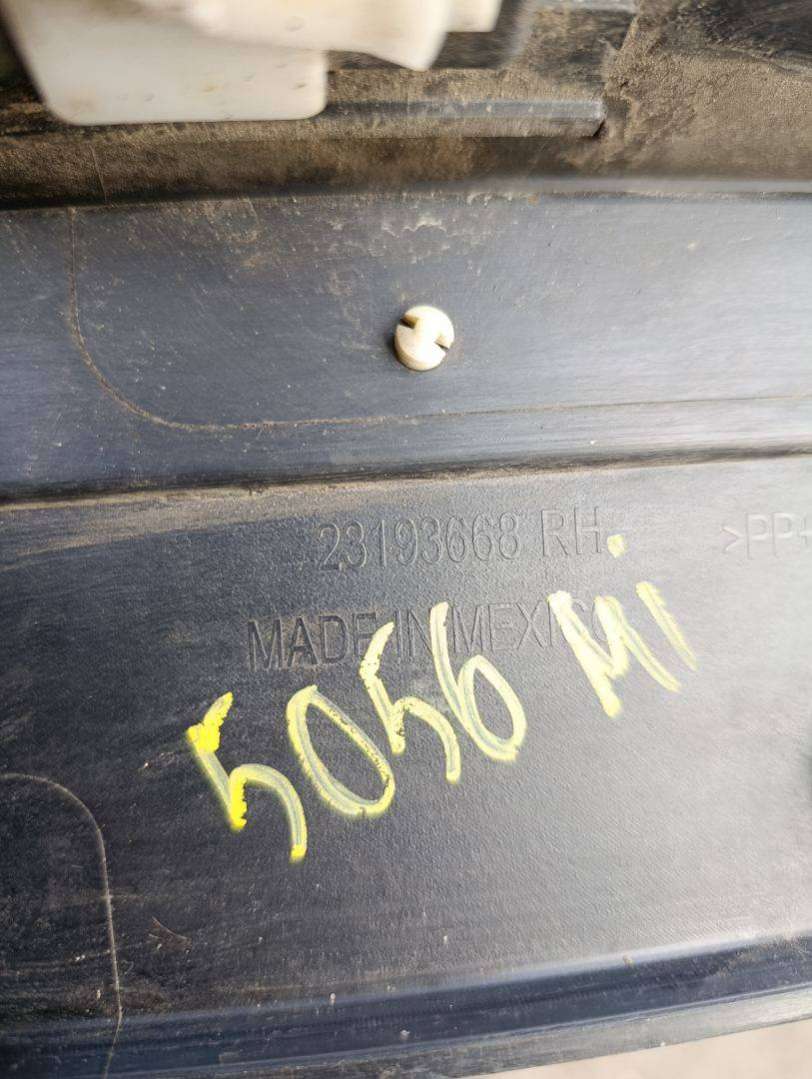 23193668 RH
>PP+
MADE IN MEXICO
5056 Mi